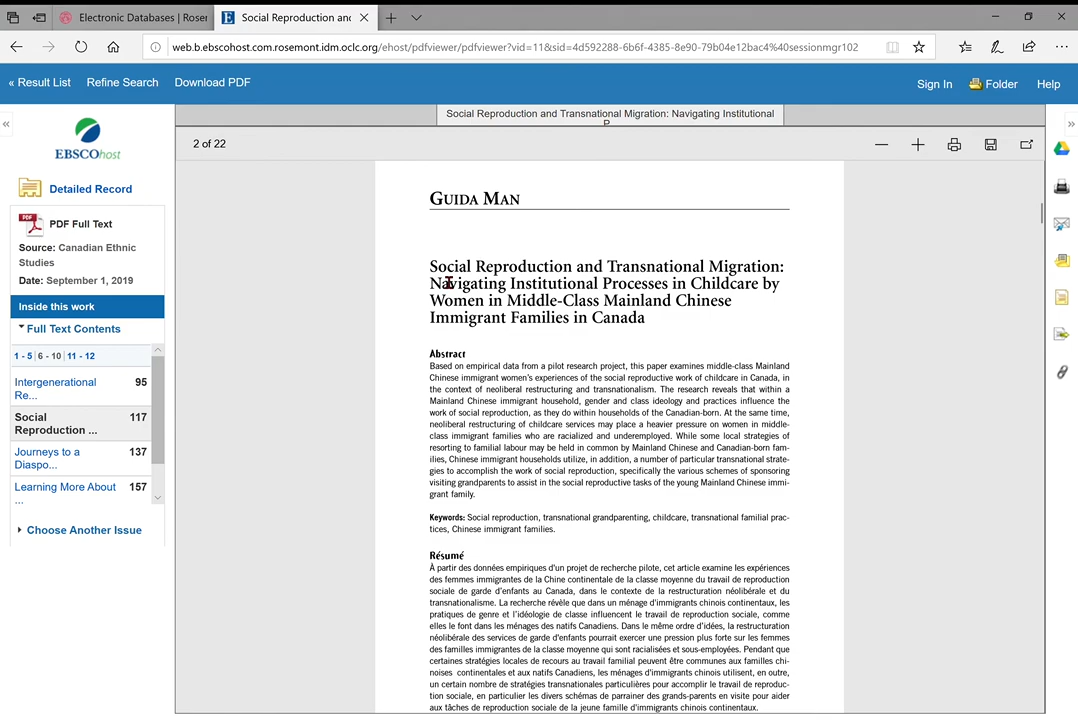 Electronic Databases | Roser
Social Reproduction and
web.b.ebscohost.com.rosemont.idm.oclc.org/ehost/pdfviewer/pdfviewer?vid=11&sid=4d592288-6b6f-4385-8e90-79b04e12bac4%40sessionmgr102
« Result List Refine Search Download PDF
Sign In Folder Help
EBSCOhost
Detailed Record
PDF
PDF Full Text
Source: Canadian Ethnic
Studies
Date: September 1, 2019
Inside this work
Full Text Contents
1 - 5 | 6 - 10 | 11 - 12
Intergenerational 95
Re...
Social 117
Reproduction ...
Journeys to a 137
Diaspo...
Learning More About 157
...
Choose Another Issue
Social Reproduction and Transnational Migration: Navigating Institutional
P
2 of 22
GUIDA MAN
Social Reproduction and Transnational Migration:
Navigating Institutional Processes in Childcare by
Women in Middle-Class Mainland Chinese
Immigrant Families in Canada
Abstract
Based on empirical data from a pilot research project, this paper examines middle-class Mainland
Chinese immigrant women's experiences of the social reproductive work of childcare in Canada, in
the context of neoliberal restructuring and transnationalism. The research reveals that within a
Mainland Chinese immigrant household, gender and class ideology and practices influence the
work of social reproduction, as they do within households of the Canadian-born. At the same time,
neoliberal restructuring of childcare services may place a heavier pressure on women in middle-
class immigrant families who are racialized and underemployed. While some local strategies of
resorting to familial labour may be held in common by Mainland Chinese and Canadian-born fam-
ilies, Chinese immigrant households utilize, in addition, a number of particular transnational strate-
gies to accomplish the work of social reproduction, specifically the various schemes of sponsoring
visiting grandparents to assist in the social reproductive tasks of the young Mainland Chinese immi-
grant family.
Keywords: Social reproduction, transnational grandparenting, childcare, transnational familial prac-
tices, Chinese immigrant families.
Résumé
À partir des données empiriques d'un projet de recherche pilote, cet article examine les expériences
des femmes immigrantes de la Chine continentale de la classe moyenne du travail de reproduction
sociale de garde d'enfants au Canada, dans le contexte de la restructuration néolibérale et du
transnationalisme. La recherche révèle que dans un ménage d'immigrants chinois continentaux, les
pratiques de genre et l'idéologie de classe influencent le travail de reproduction sociale, comme
elles le font dans les ménages des natifs Canadiens. Dans le même ordre d'idées, la restructuration
néolibérale des services de garde d'enfants pourrait exercer une pression plus forte sur les femmes
des familles immigrantes de la classe moyenne qui sont racialisées et sous-employées. Pendant que
certaines stratégies locales de recours au travail familial peuvent être communes aux familles chi-
noises continentales et aux natifs Canadiens, les ménages d'immigrants chinois utilisent, en outre,
un certain nombre de stratégies transnationales particulières pour accomplir le travail de reproduc-
tion sociale, en particulier les divers schémas de parrainer des grands-parents en visite pour aider
aux tâches de reproduction sociale de la jeune famille d'immigrants chinois continentaux.